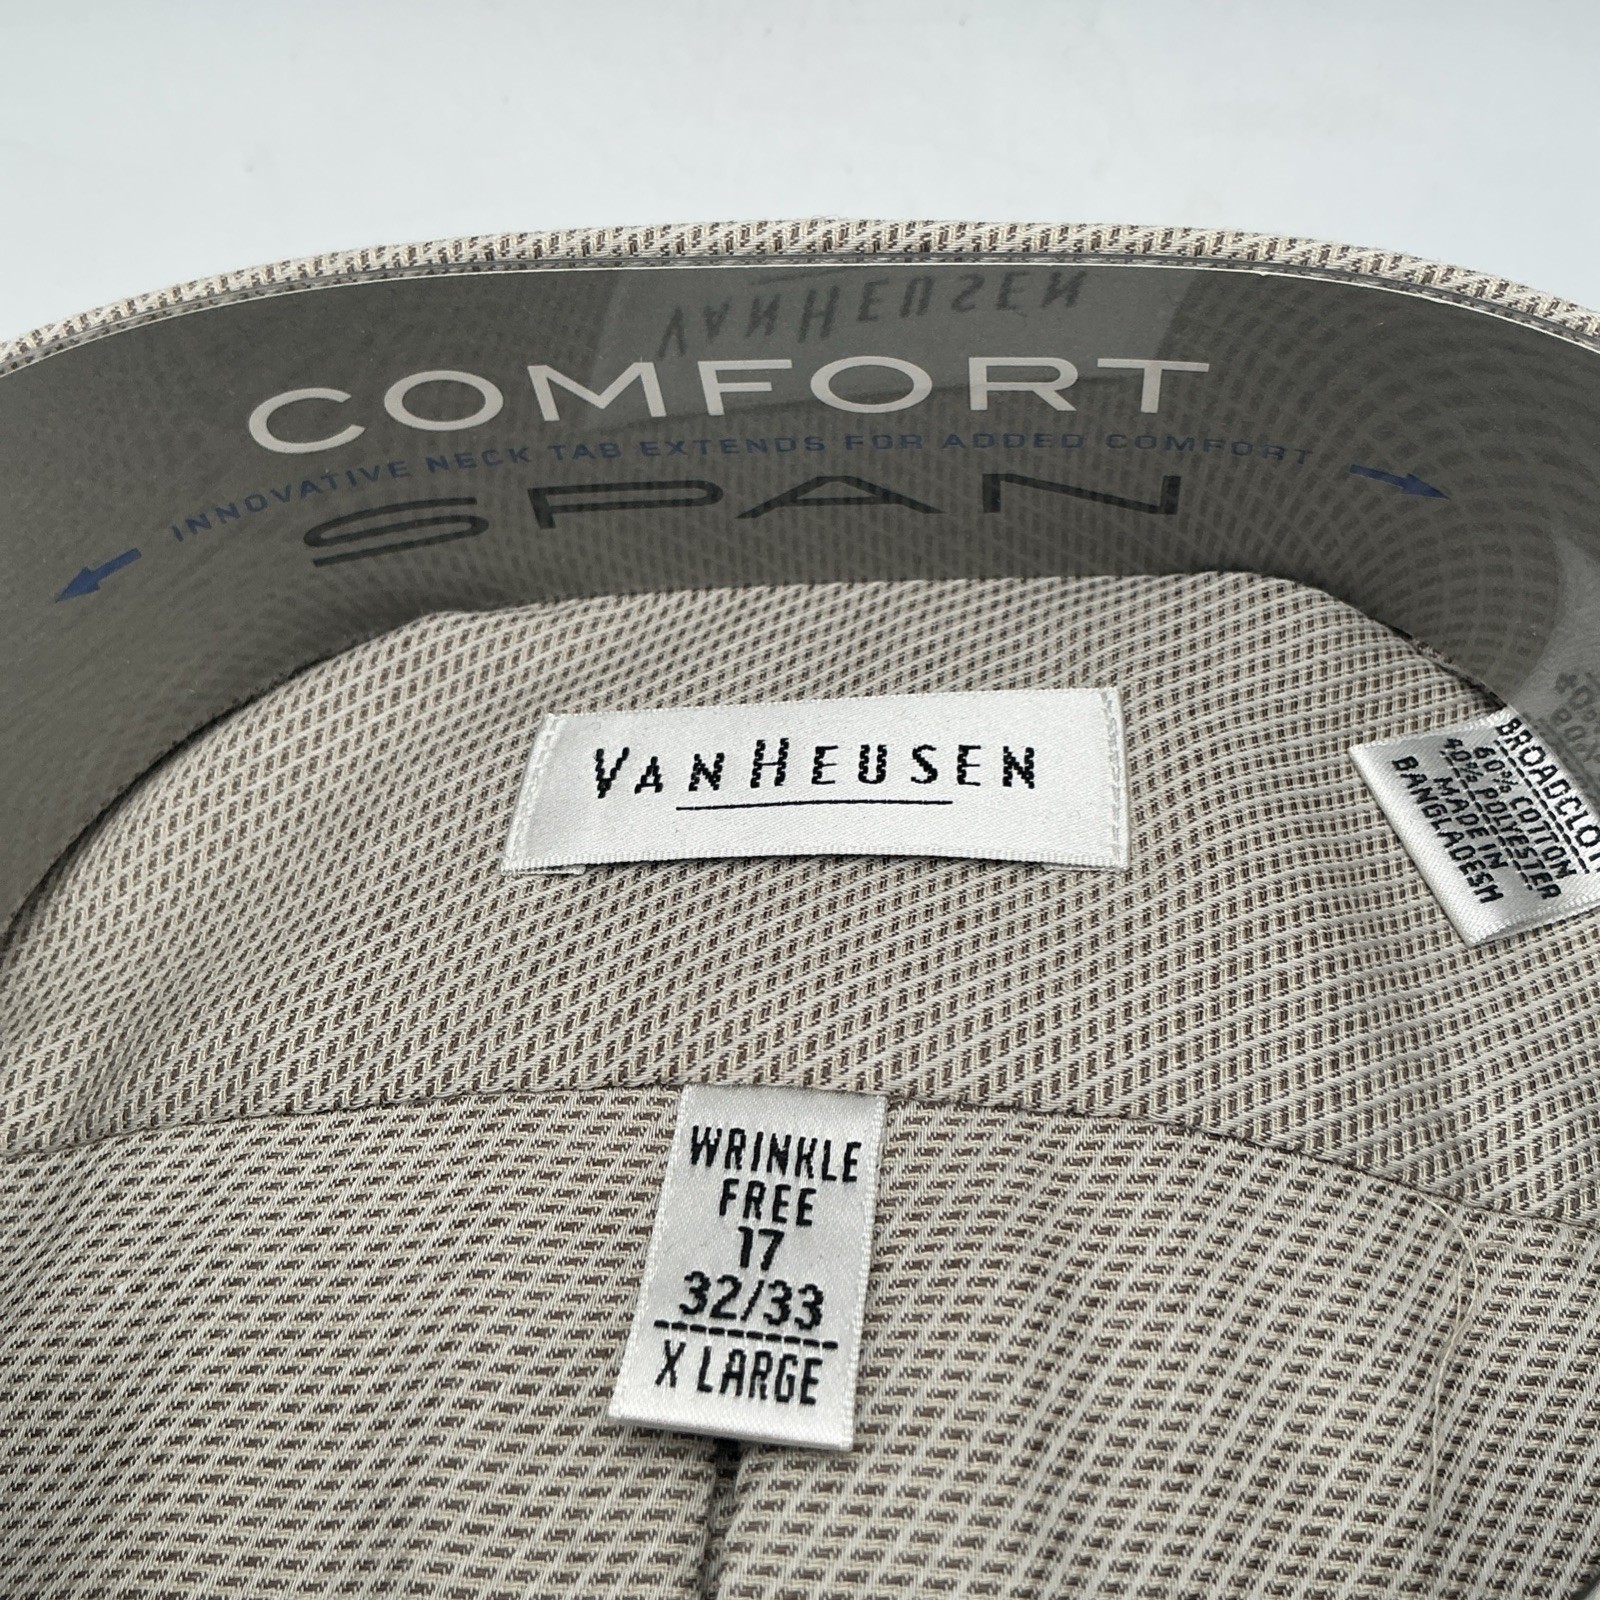 VANHEUSEN
COMFORT
INNOVATIVE NECK TAB EXTENDS FOR ADDED COMFORT
SPAN
VANHEUSEN
BROADCLOT
60% COTTON
40% POLYESTER
MADE IN
BANGLADESH
WRINKLE
FREE
17
32/33
X LARGE